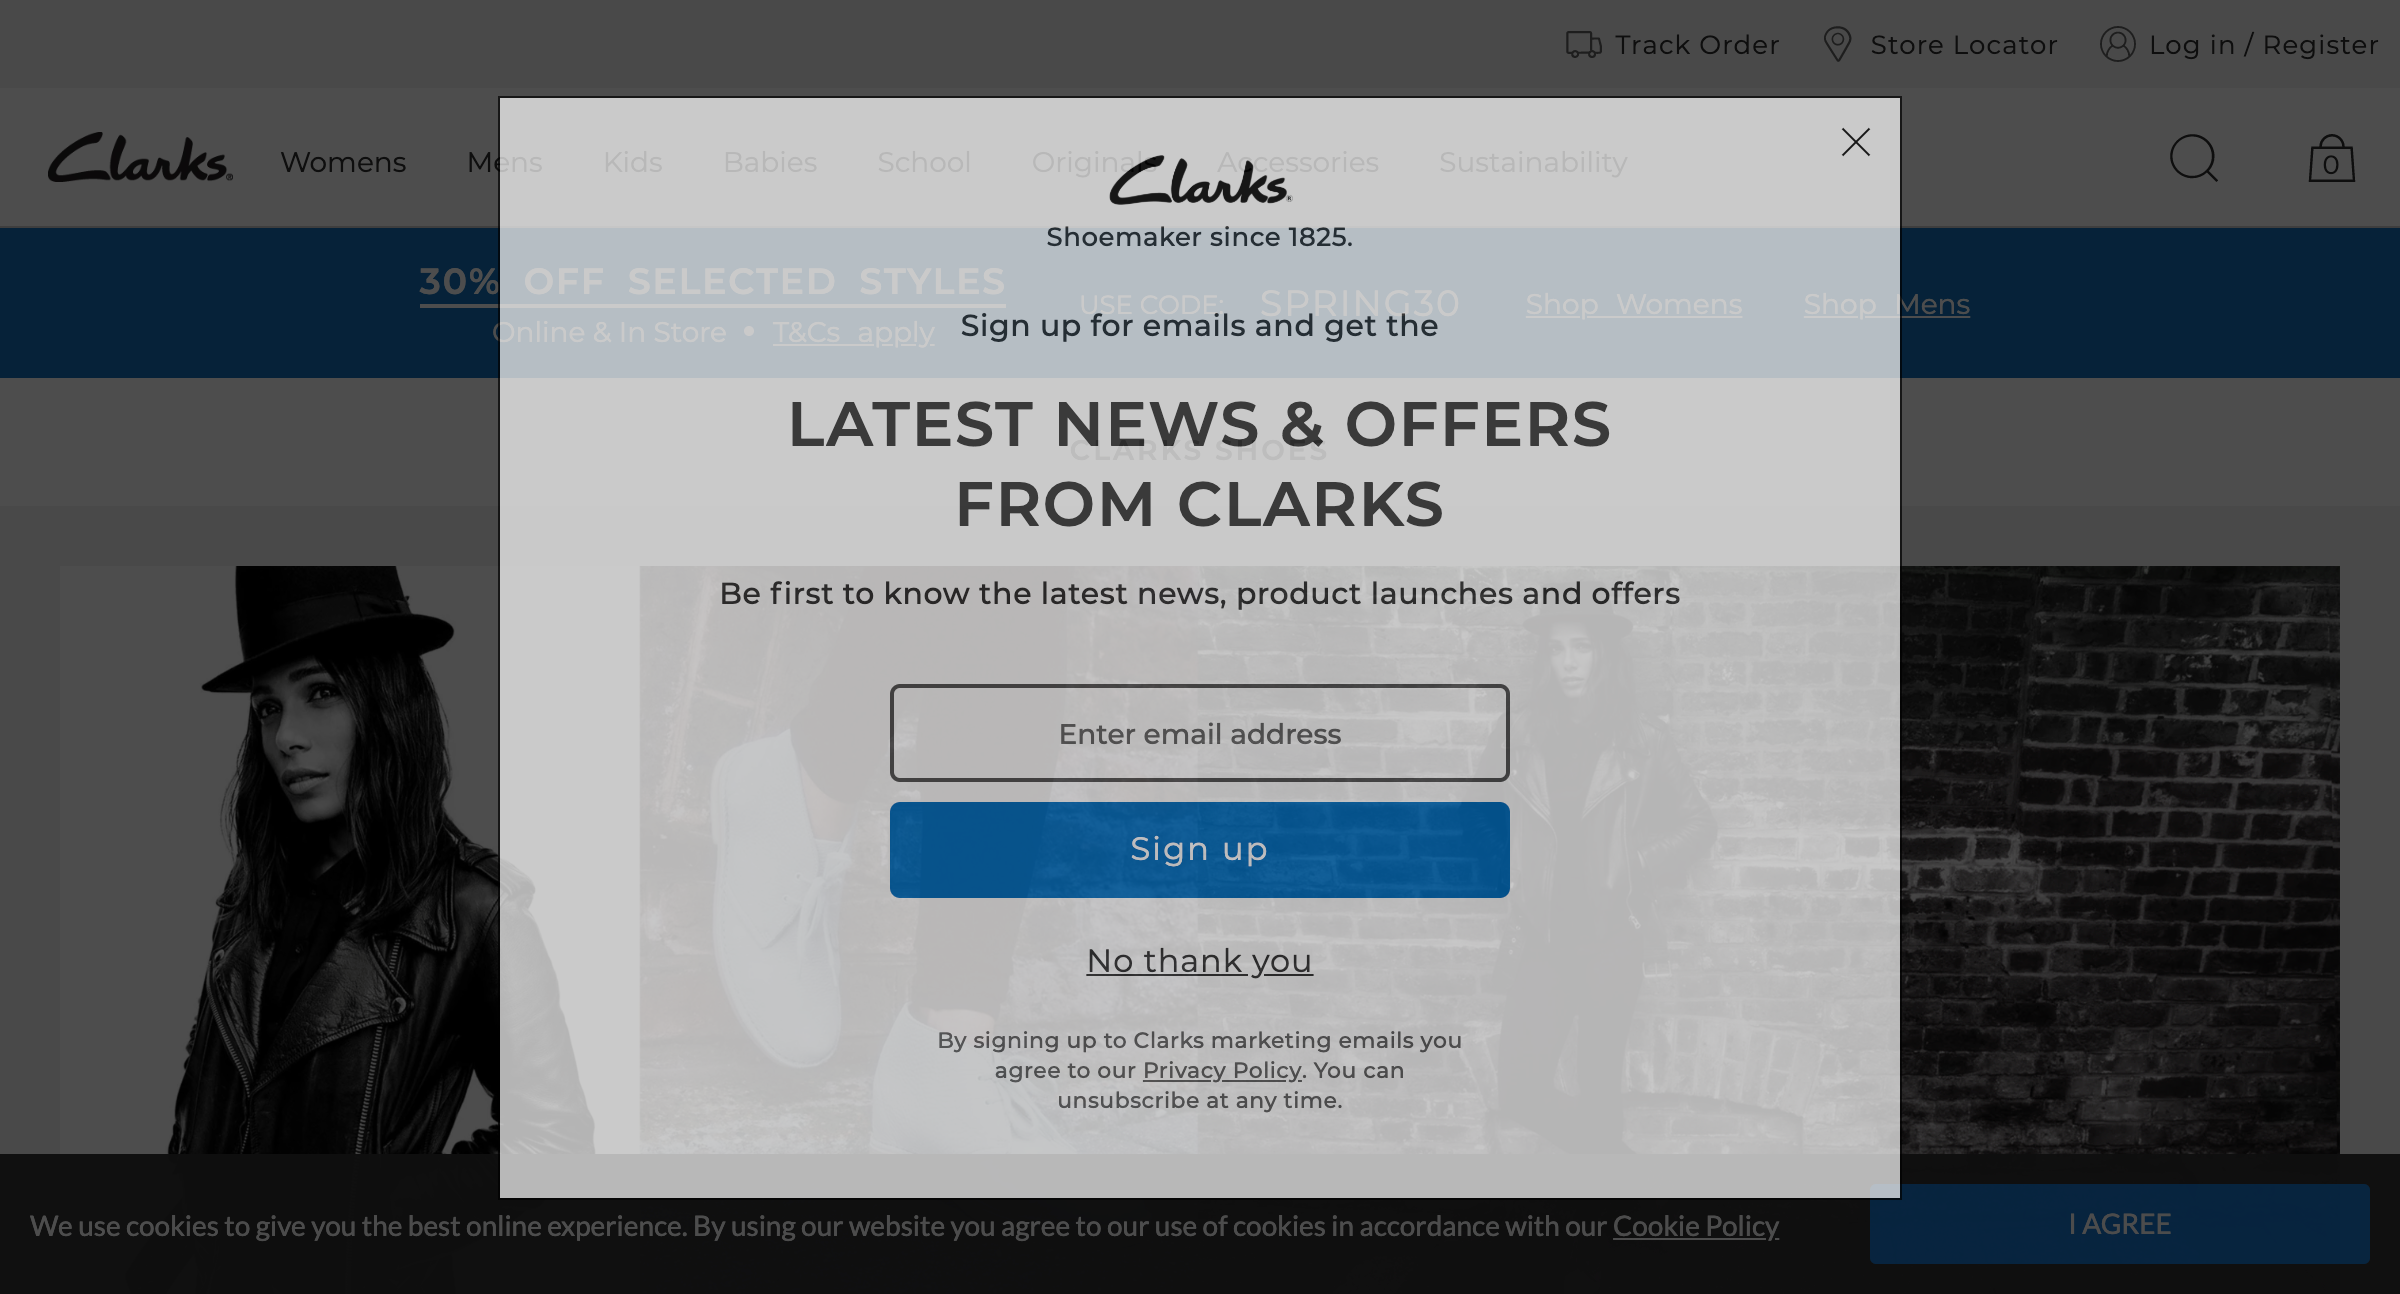 Track Order
Store Locator
Log in / Register
Clarks
Womens
Mens
Kids
Babies
School
Originals
Accessories
Sustainability
0
Clarks
Shoemaker since 1825.
30% OFF SELECTED STYLES
Online & In Store • T&Cs apply
USE CODE: SPRING30
Shop Womens
Shop Mens
Sign up for emails and get the
LATEST NEWS & OFFERS
FROM CLARKS
CLARKS SHOES
Be first to know the latest news, product launches and offers
Enter email address
Sign up
No thank you
By signing up to Clarks marketing emails you
agree to our Privacy Policy. You can
unsubscribe at any time.
We use cookies to give you the best online experience. By using our website you agree to our use of cookies in accordance with our Cookie Policy
I AGREE